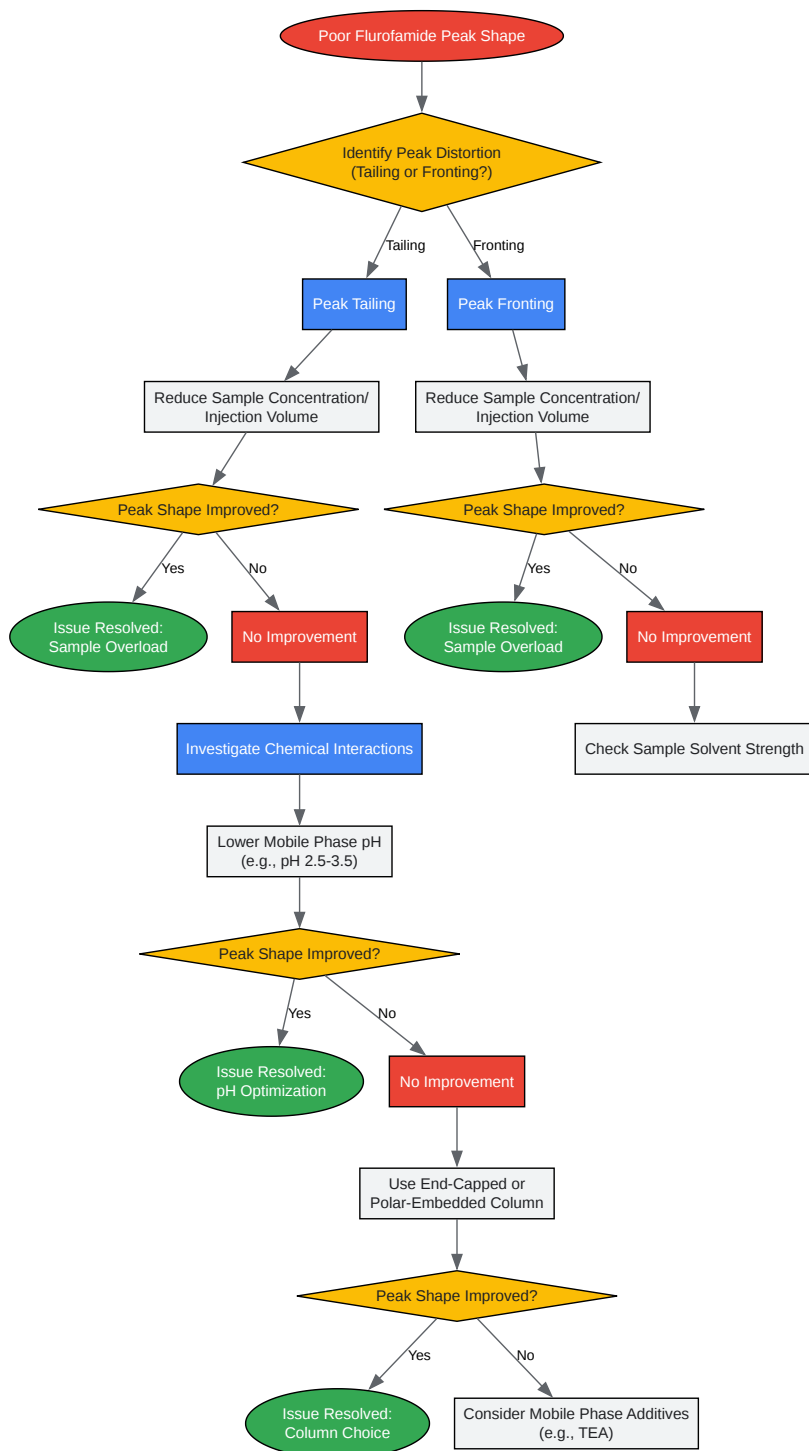 Poor Flurofamide Peak Shape
Identify Peak Distortion
(Tailing or Fronting?)
Tailing
Fronting
Peak Tailing
Peak Fronting
Reduce Sample Concentration/
Injection Volume
Reduce Sample Concentration/
Injection Volume
Peak Shape Improved?
Peak Shape Improved?
Yes
No
Yes
No
Issue Resolved:
Sample Overload
No Improvement
Issue Resolved:
Sample Overload
No Improvement
Investigate Chemical Interactions
Check Sample Solvent Strength
Lower Mobile Phase pH
(e.g., pH 2.5-3.5)
Peak Shape Improved?
Yes
No
Issue Resolved:
pH Optimization
No Improvement
Use End-Capped or
Polar-Embedded Column
Peak Shape Improved?
Yes
No
Issue Resolved:
Column Choice
Consider Mobile Phase Additives
(e.g., TEA)